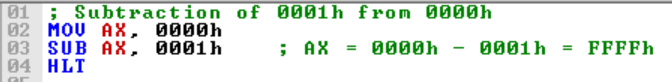 01 ; Subtraction of 0001h from 0000h
02 MOV AX, 0000h
03 SUB AX, 0001h ; AX = 0000h - 0001h = FFFFh
04 HLT